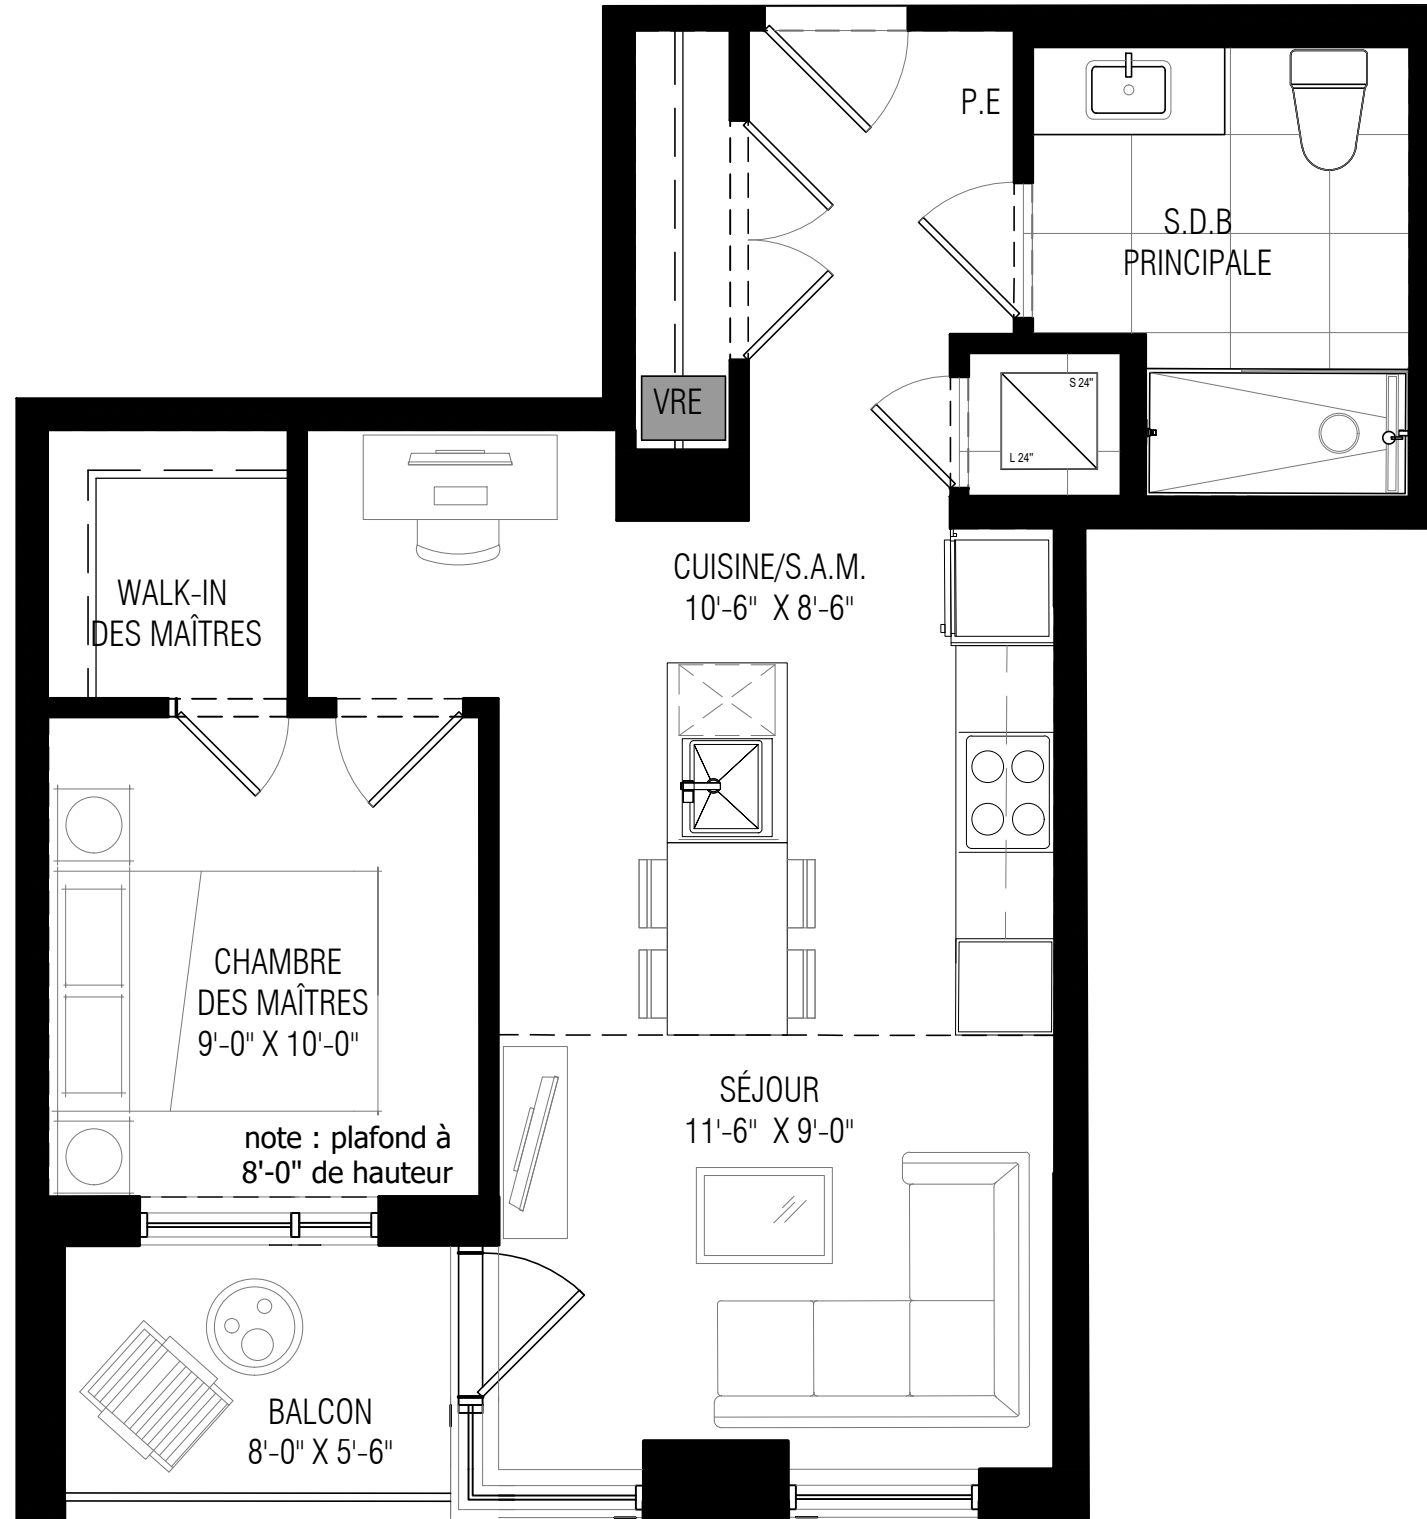 P.E
S.D.B
PRINCIPALE
VRE
S 24"
L 24"
CUISINE/S.A.M.
10'-6" X 8'-6"
WALK-IN
DES MAÎTRES
CHAMBRE
DES MAÎTRES
9'-0" X 10'-0"
note : plafond à
8'-0" de hauteur
SÉJOUR
11'-6" X 9'-0"
BALCON
8'-0" X 5'-6"